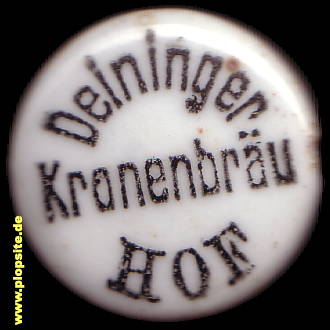 Deininger
Kronenbräu
HOF
www.plopsite.de